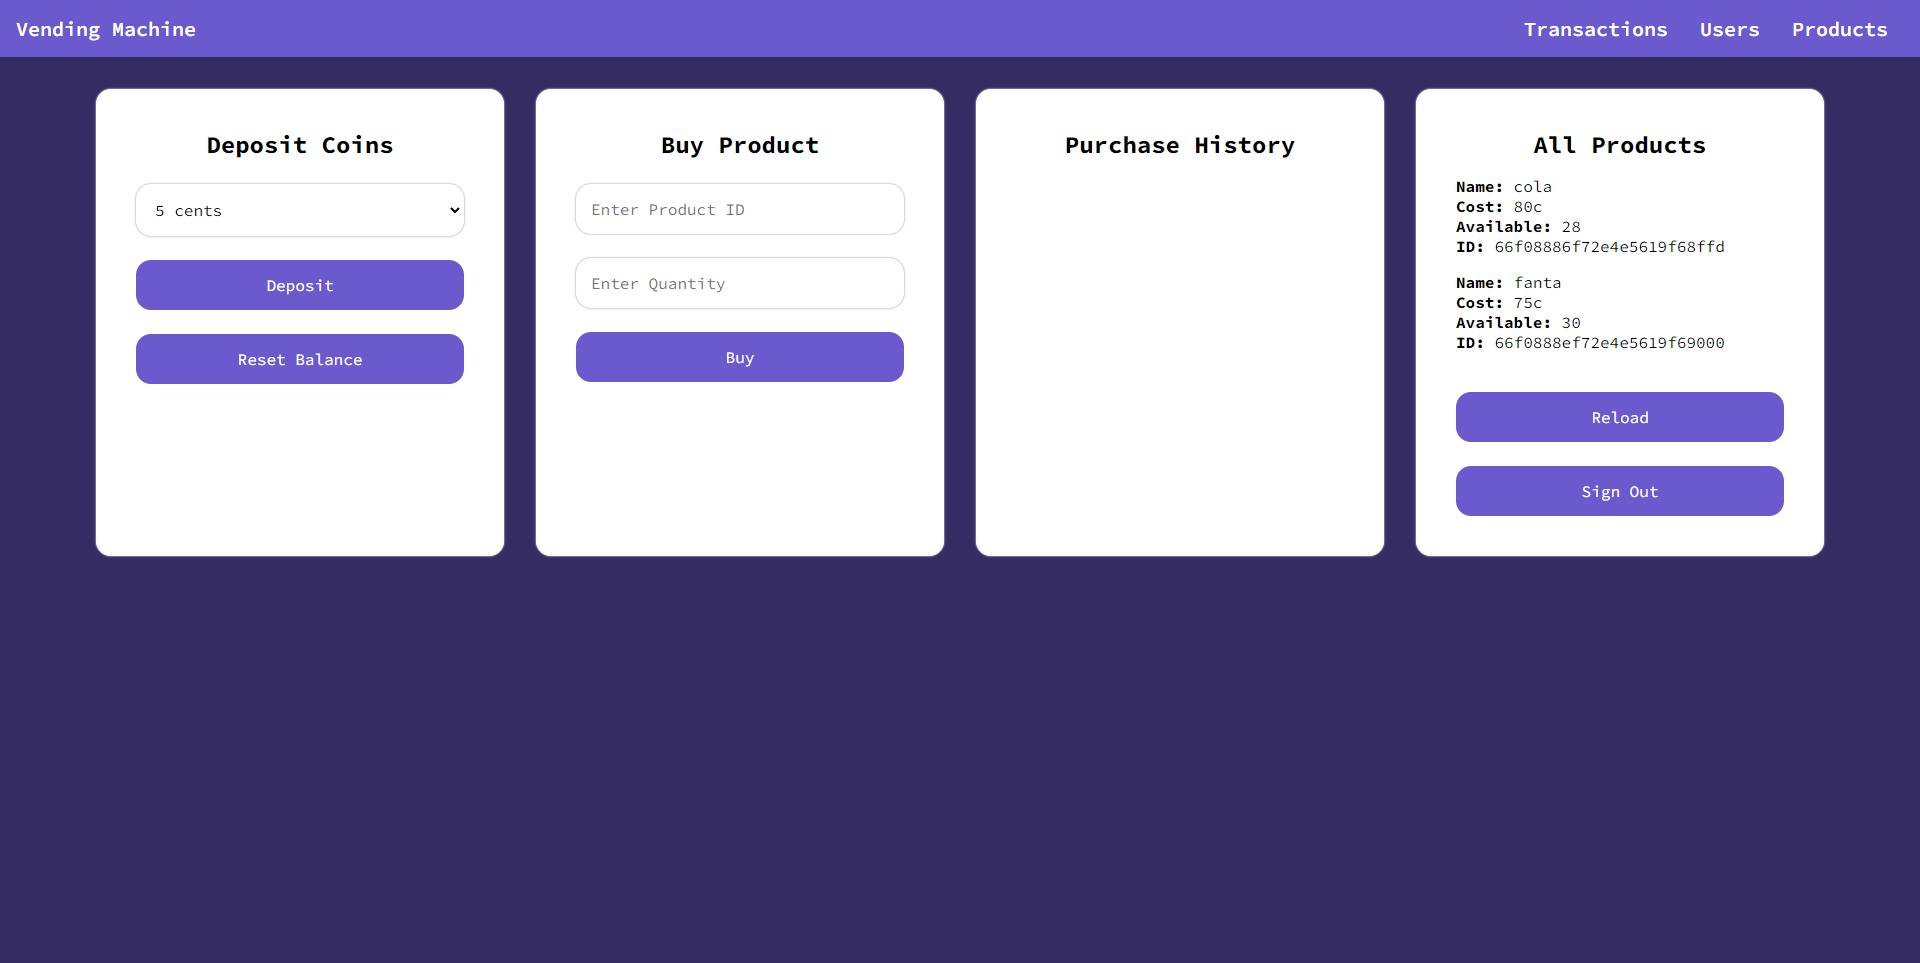 Vending Machine
Transactions
Users
Products
Deposit Coins
5 cents
Deposit
Reset Balance
Buy Product
Enter Product ID
Enter Quantity
Buy
Purchase History
All Products
Name: cola
Cost: 80c
Available: 28
ID: 66f08886f72e4e5619f68ffd
Name: fanta
Cost: 75c
Available: 30
ID: 66f0888ef72e4e5619f69000
Reload
Sign Out